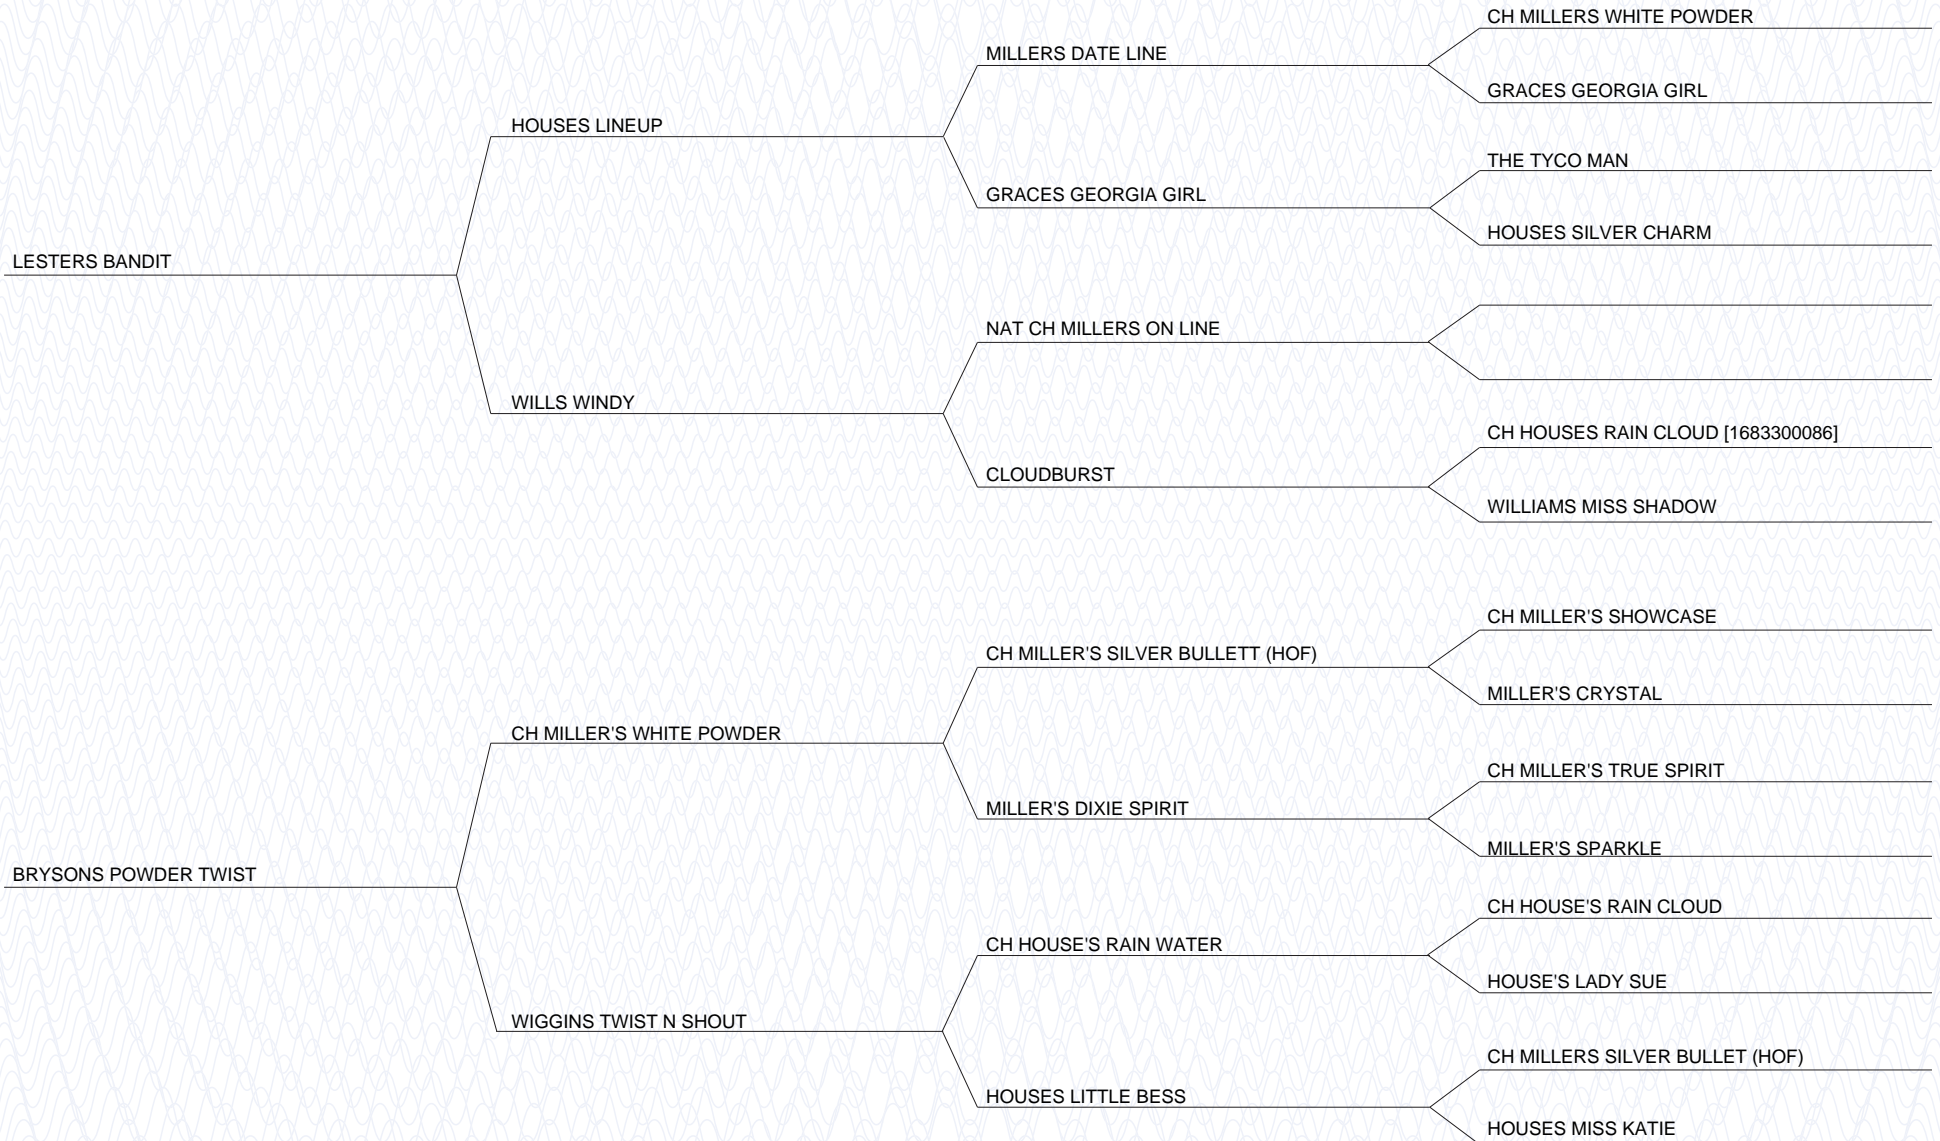 CH MILLERS WHITE POWDER
MILLERS DATE LINE
GRACES GEORGIA GIRL
HOUSES LINEUP
THE TYCO MAN
GRACES GEORGIA GIRL
HOUSES SILVER CHARM
LESTERS BANDIT
NAT CH MILLERS ON LINE
WILLS WINDY
CH HOUSES RAIN CLOUD [1683300086]
CLOUDBURST
WILLIAMS MISS SHADOW
CH MILLER'S SHOWCASE
CH MILLER'S SILVER BULLETT (HOF)
MILLER'S CRYSTAL
CH MILLER'S WHITE POWDER
CH MILLER'S TRUE SPIRIT
MILLER'S DIXIE SPIRIT
MILLER'S SPARKLE
BRYSONS POWDER TWIST
CH HOUSE'S RAIN CLOUD
CH HOUSE'S RAIN WATER
HOUSE'S LADY SUE
WIGGINS TWIST N SHOUT
CH MILLERS SILVER BULLET (HOF)
HOUSES LITTLE BESS
HOUSES MISS KATIE